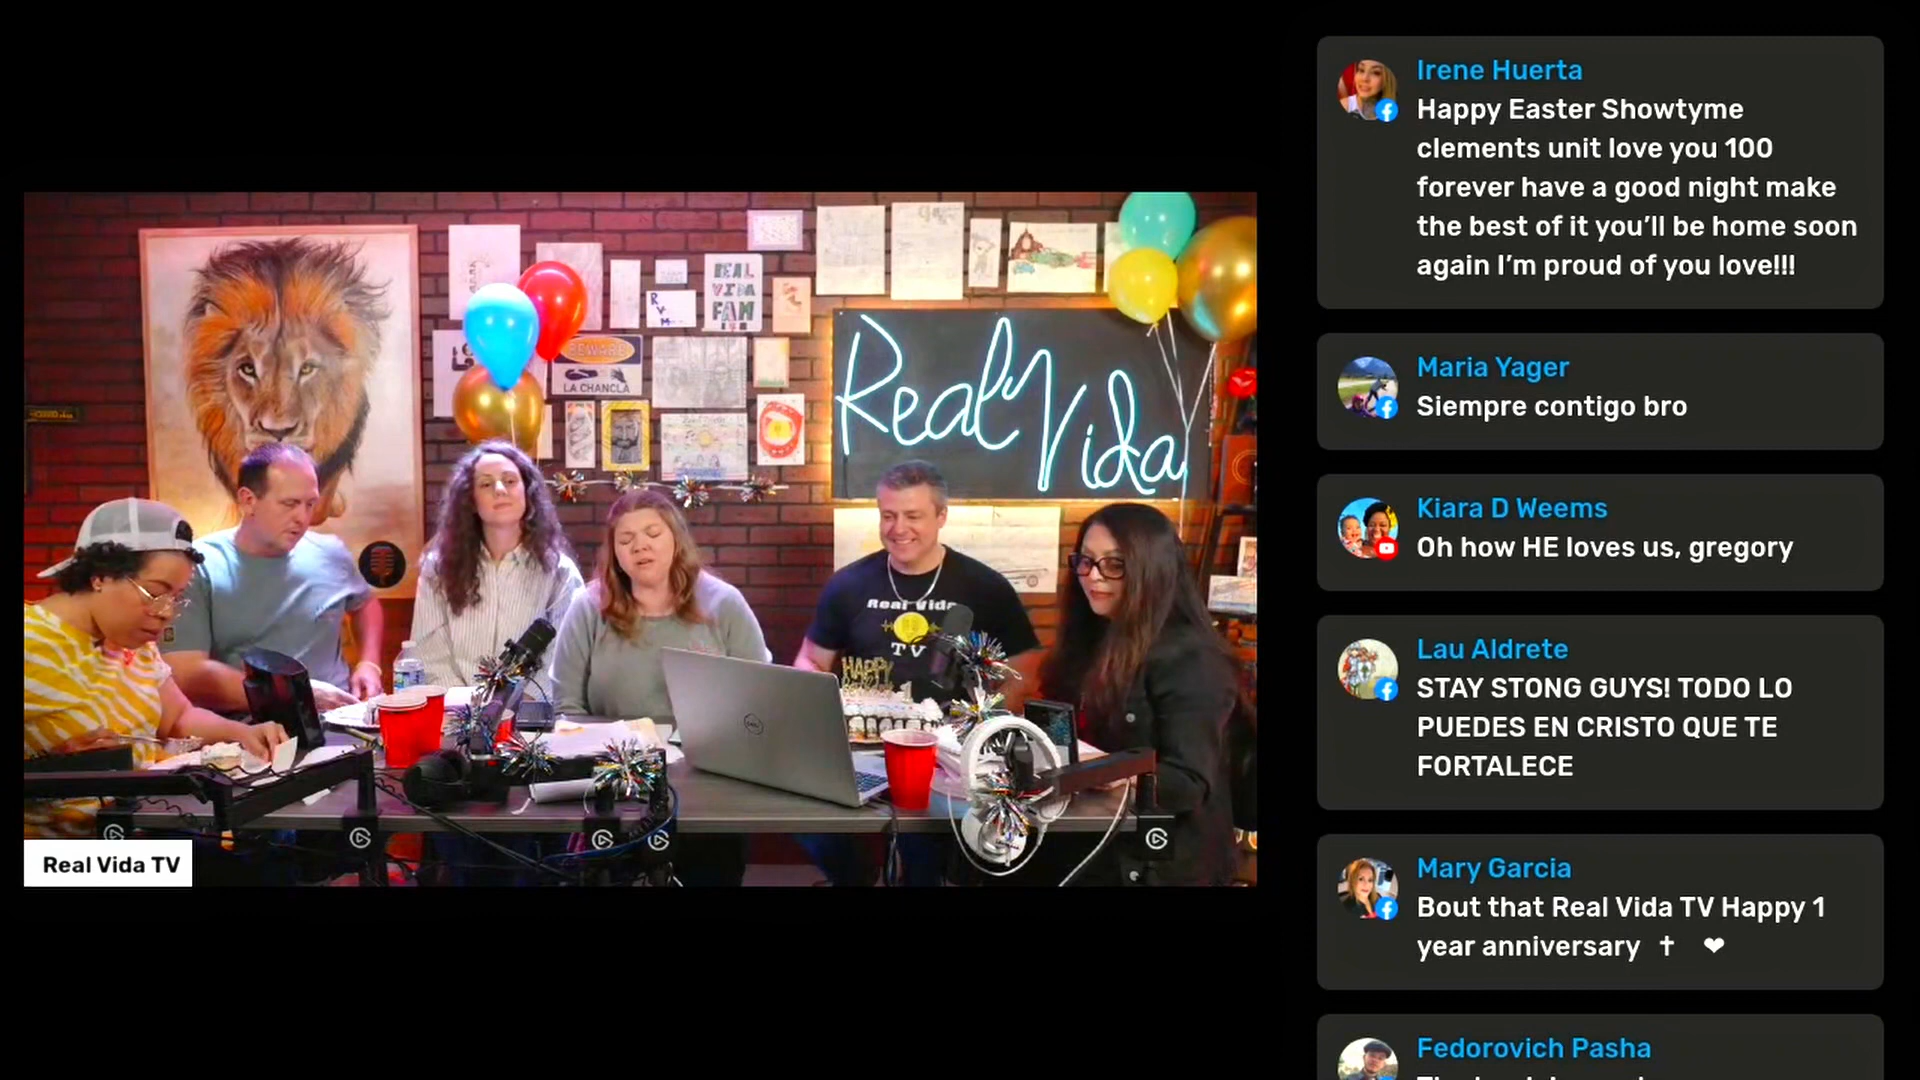 BEWARE
LA CHANCLA
REAL
VIDA
FAM
Real Vida
Real Vida
TV
HAPPY
DELL
Real Vida TV
Irene Huerta
Happy Easter Showtyme
clements unit love you 100
forever have a good night make
the best of it you’ll be home soon
again I’m proud of you love!!!
Maria Yager
Siempre contigo bro
Kiara D Weems
Oh how HE loves us, gregory
Lau Aldrete
STAY STONG GUYS! TODO LO
PUEDES EN CRISTO QUE TE
FORTALECE
Mary Garcia
Bout that Real Vida TV Happy 1
year anniversary ✝ ❤
Fedorovich Pasha